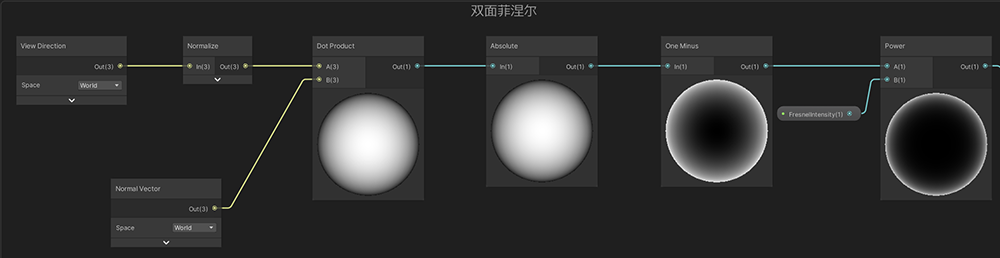 双面菲涅尔
View Direction
Out(3)
Space World
Normalize
In(3) Out(3)
Dot Product
A(3) Out(1)
B(3)
Absolute
In(1) Out(1)
One Minus
In(1) Out(1)
FresnelIntensity(1)
Power
A(1) Out(1)
B(1)
Normal Vector
Out(3)
Space World